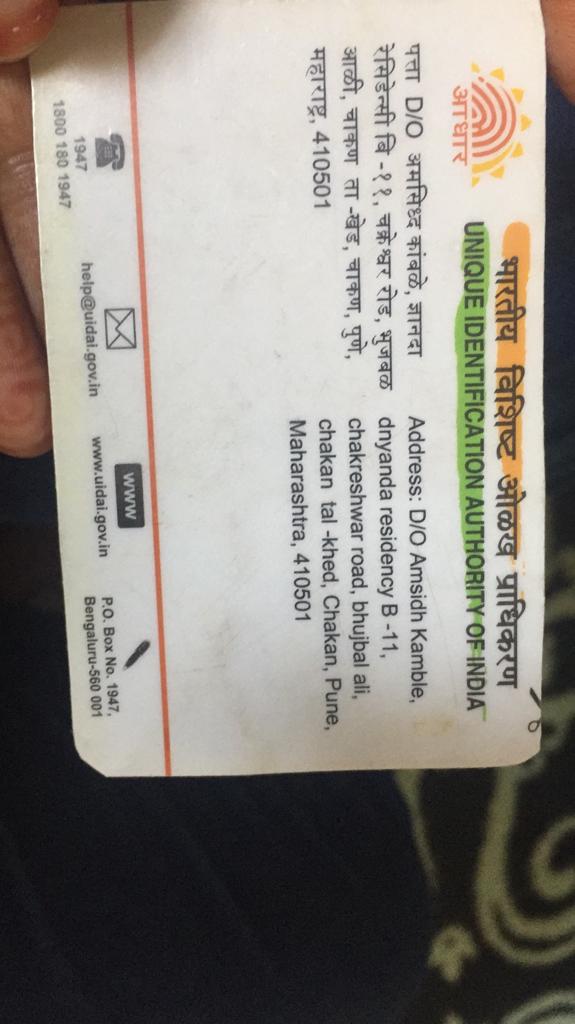 भारतीय विशिष्ट ओळख प्राधिकरण
UNIQUE IDENTIFICATION AUTHORITY OF INDIA
आधार
पत्ता D/O अमसिध्द कांबळे, ज्ञानदा
रेसिडेन्सी बि -११, चक्रेश्वर रोड, भुजबळ
आळी, चाकण ता -खेड, चाकण, पुणे,
महाराष्ट्र, 410501
Address: D/O Amsidh Kamble,
dnyanda residency B -11,
chakreshwar road, bhujbal ali,
chakan tal -khed, Chakan, Pune,
Maharashtra, 410501
1947
1800 180 1947
help@uidai.gov.in
www
www.uidai.gov.in
P.O. Box No. 1947,
Bengaluru-560 001